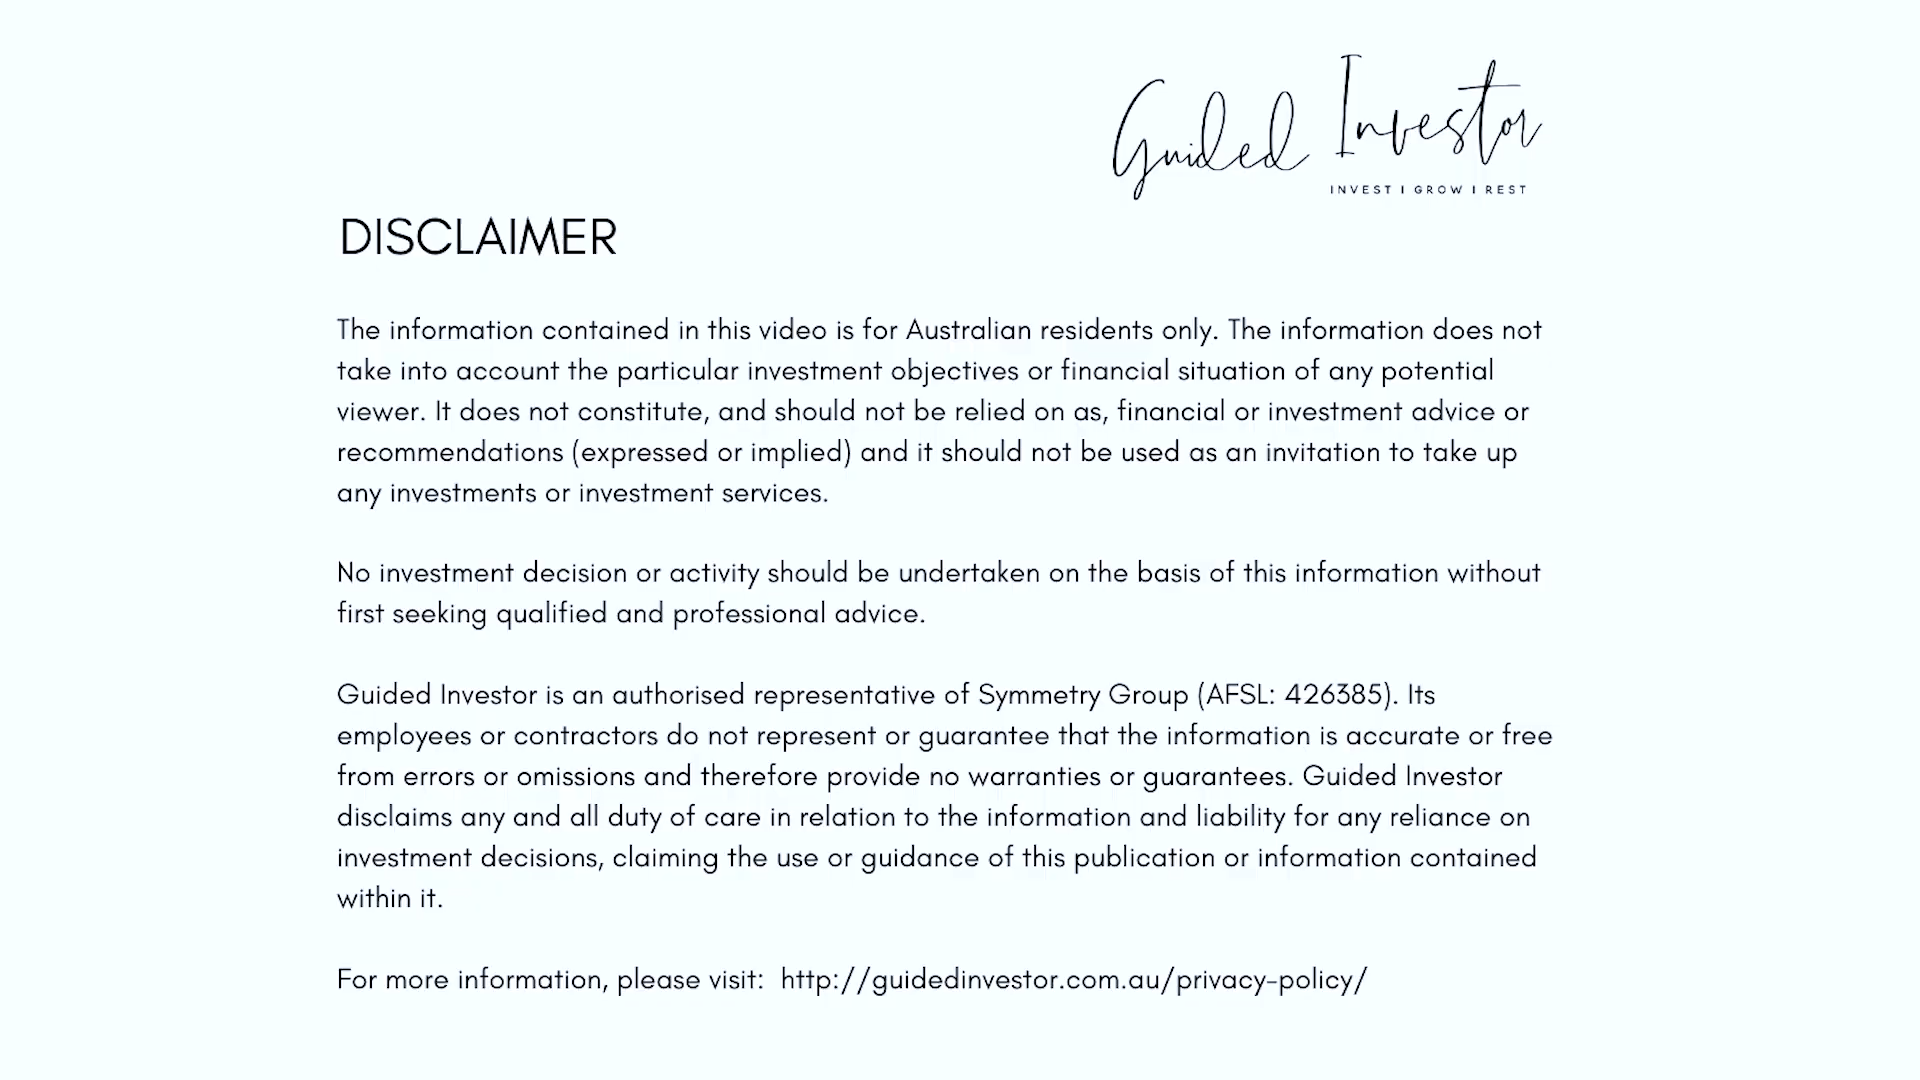 Guided Investor
INVEST | GROW | REST
DISCLAIMER
The information contained in this video is for Australian residents only. The information does not
take into account the particular investment objectives or financial situation of any potential
viewer. It does not constitute, and should not be relied on as, financial or investment advice or
recommendations (expressed or implied) and it should not be used as an invitation to take up
any investments or investment services.
No investment decision or activity should be undertaken on the basis of this information without
first seeking qualified and professional advice.
Guided Investor is an authorised representative of Symmetry Group (AFSL: 426385). Its
employees or contractors do not represent or guarantee that the information is accurate or free
from errors or omissions and therefore provide no warranties or guarantees. Guided Investor
disclaims any and all duty of care in relation to the information and liability for any reliance on
investment decisions, claiming the use or guidance of this publication or information contained
within it.
For more information, please visit:  http://guidedinvestor.com.au/privacy-policy/